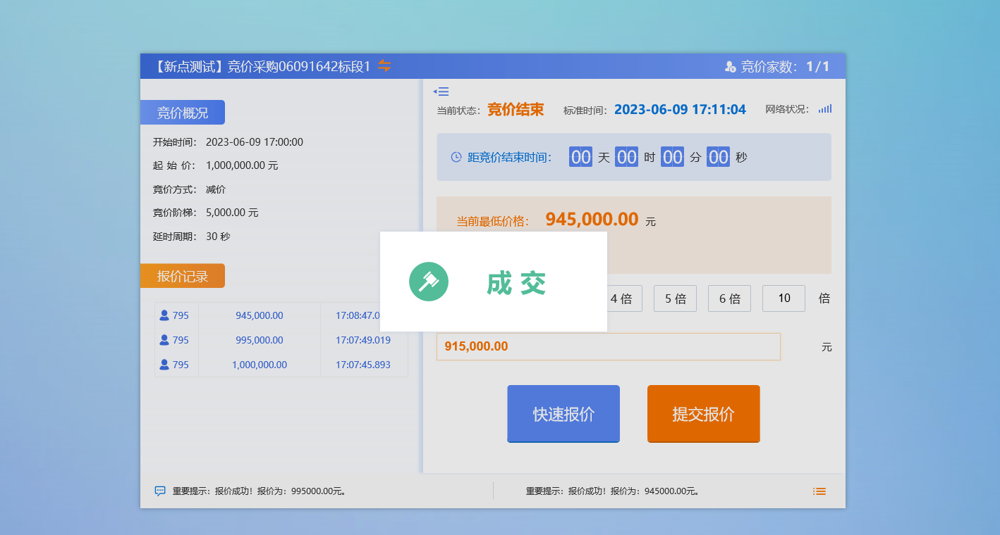 【新点测试】竞价采购06091642标段1
竞价家数： 1/1
竞价概况
开始时间： 2023-06-09 17:00:00
起 始 价： 1,000,000.00 元
竞价方式： 减价
竞价阶梯： 5,000.00 元
延时周期： 30 秒
报价记录
795 945,000.00 17:08:47.0
795 995,000.00 17:07:49.019
795 1,000,000.00 17:07:45.893
当前状态： 竞价结束 标准时间： 2023-06-09 17:11:04 网络状况：
距竞价结束时间： 00 天 00 时 00 分 00 秒
当前最低价格： 945,000.00 元
成交
4 倍 5 倍 6 倍 10 倍
915,000.00 元
快速报价 提交报价
重要提示：报价成功！报价为：995000.00元。
重要提示：报价成功！报价为：945000.00元。